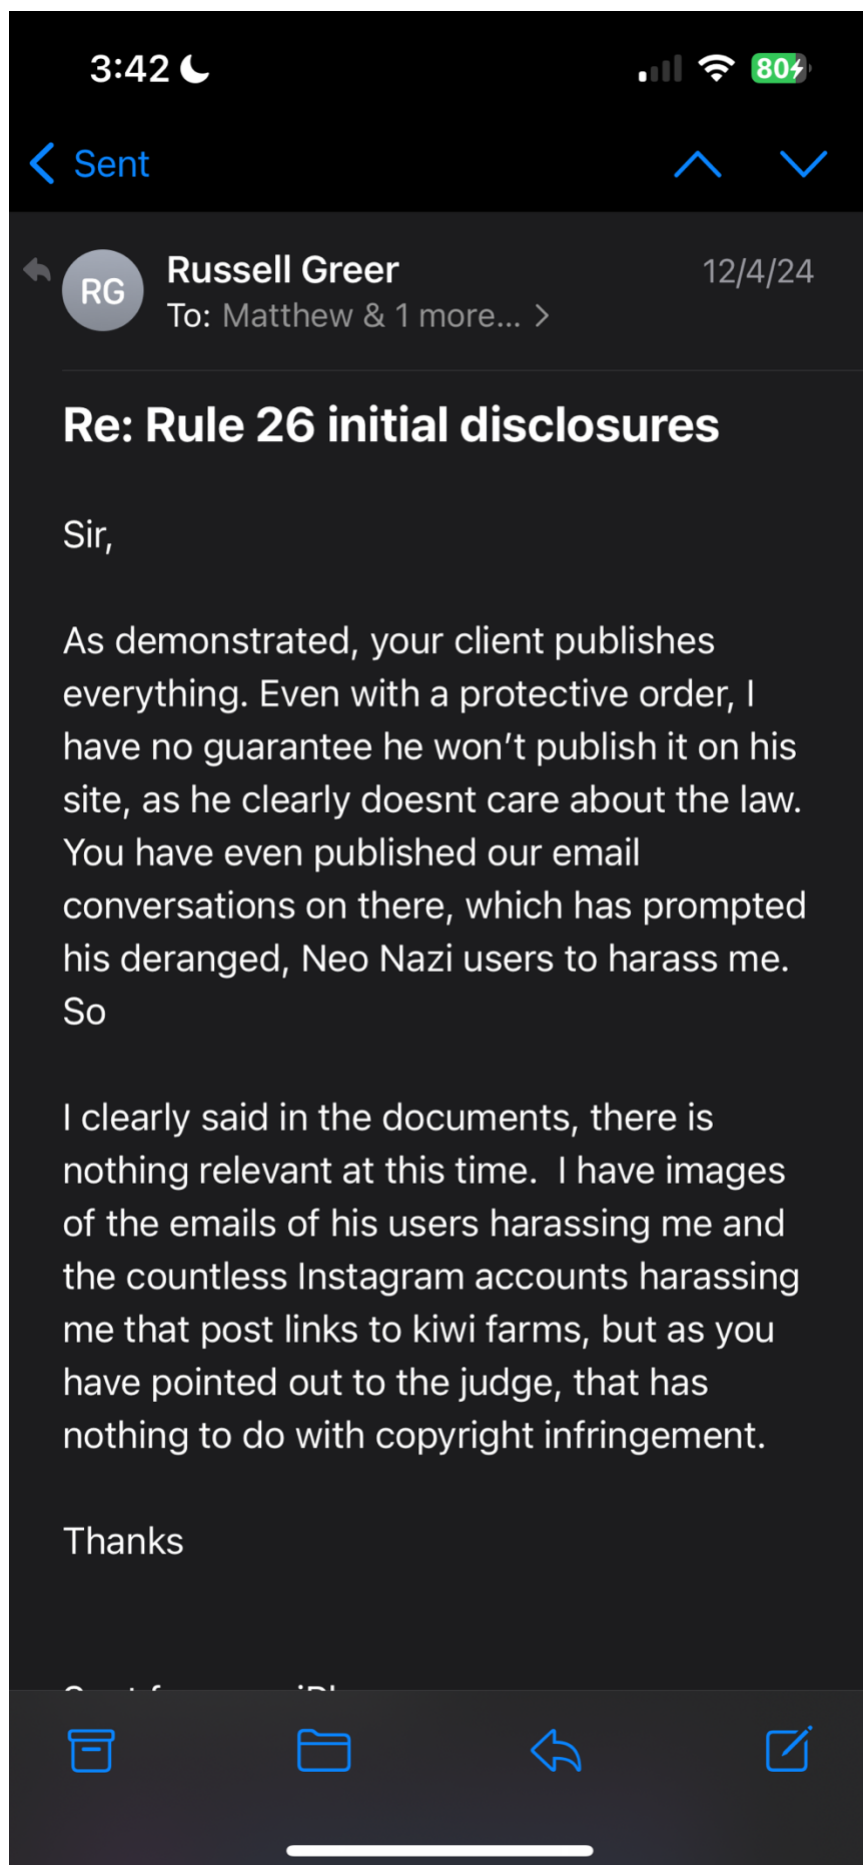 3:42
80
Sent
RG
Russell Greer
12/4/24
To: Matthew & 1 more...
Re: Rule 26 initial disclosures
Sir,
As demonstrated, your client publishes
everything. Even with a protective order, I
have no guarantee he won’t publish it on his
site, as he clearly doesnt care about the law.
You have even published our email
conversations on there, which has prompted
his deranged, Neo Nazi users to harass me.
So
I clearly said in the documents, there is
nothing relevant at this time.  I have images
of the emails of his users harassing me and
the countless Instagram accounts harassing
me that post links to kiwi farms, but as you
have pointed out to the judge, that has
nothing to do with copyright infringement.
Thanks